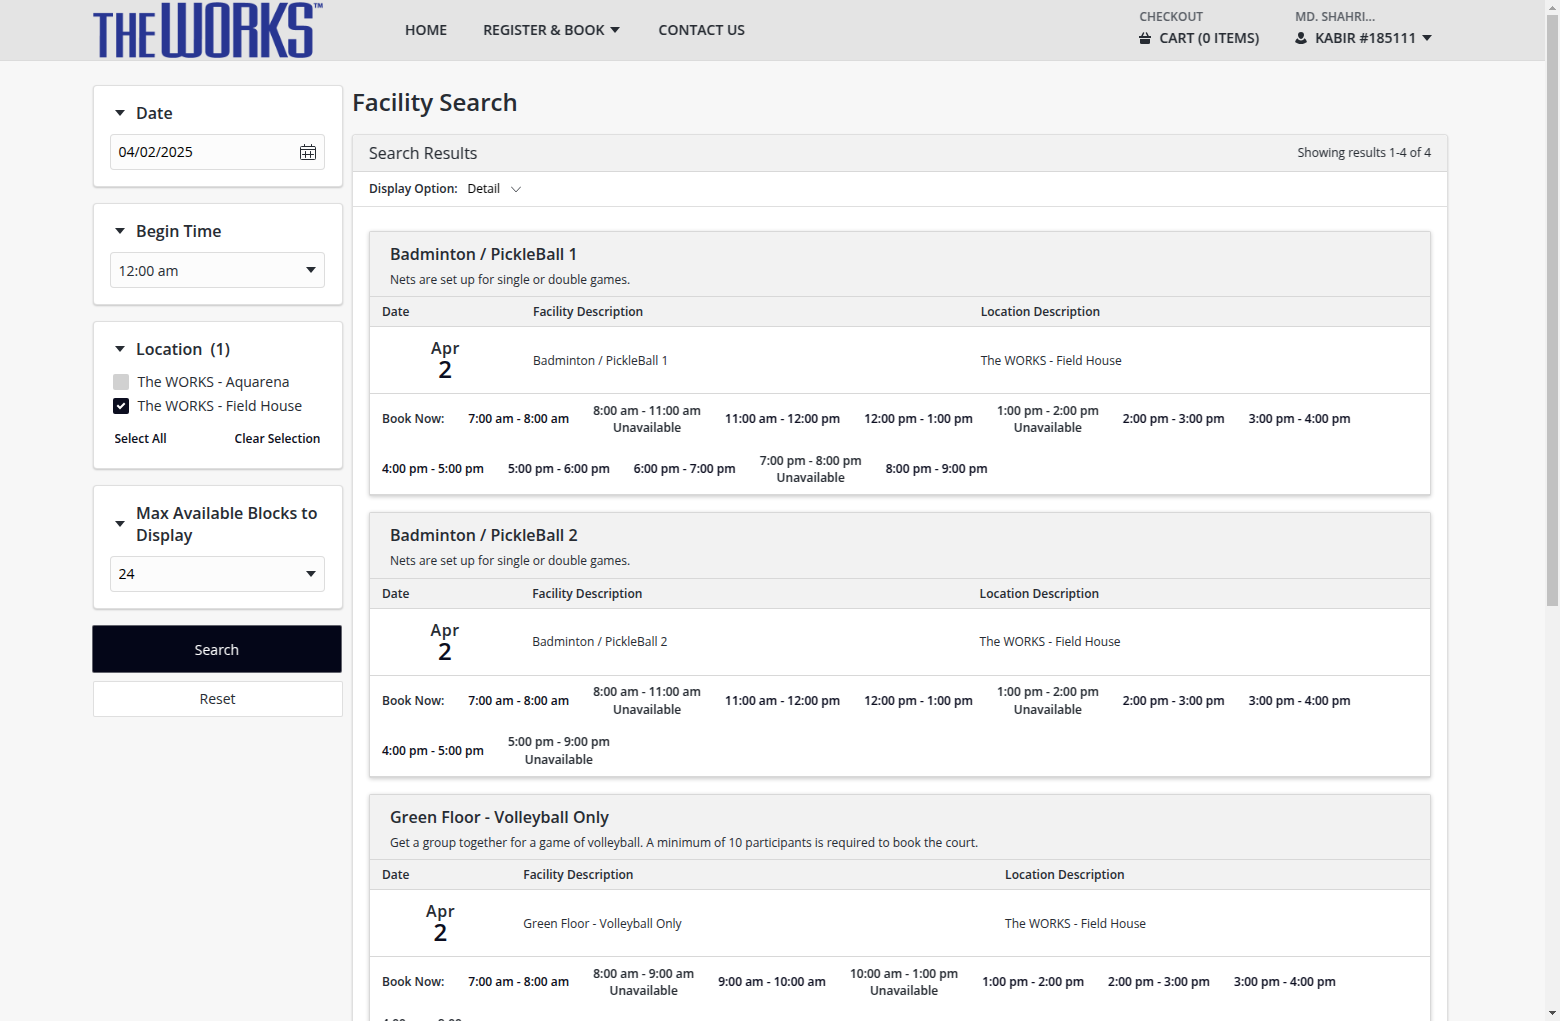 THE WORKS™
HOME
REGISTER & BOOK
CONTACT US
CHECKOUT
CART (0 ITEMS)
MD. SHAHRI...
KABIR #185111
Date
04/02/2025
Begin Time
12:00 am
Location (1)
The WORKS - Aquarena
The WORKS - Field House
Select All
Clear Selection
Max Available Blocks to
Display
24
Search
Reset
Facility Search
Search Results
Showing results 1-4 of 4
Display Option: Detail
Badminton / PickleBall 1
Nets are set up for single or double games.
Date Facility Description Location Description
Apr
2
Badminton / PickleBall 1
The WORKS - Field House
Book Now: 7:00 am - 8:00 am 8:00 am - 11:00 am Unavailable 11:00 am - 12:00 pm 12:00 pm - 1:00 pm 1:00 pm - 2:00 pm Unavailable 2:00 pm - 3:00 pm 3:00 pm - 4:00 pm
4:00 pm - 5:00 pm 5:00 pm - 6:00 pm 6:00 pm - 7:00 pm 7:00 pm - 8:00 pm Unavailable 8:00 pm - 9:00 pm
Badminton / PickleBall 2
Nets are set up for single or double games.
Date Facility Description Location Description
Apr
2
Badminton / PickleBall 2
The WORKS - Field House
Book Now: 7:00 am - 8:00 am 8:00 am - 11:00 am Unavailable 11:00 am - 12:00 pm 12:00 pm - 1:00 pm 1:00 pm - 2:00 pm Unavailable 2:00 pm - 3:00 pm 3:00 pm - 4:00 pm
4:00 pm - 5:00 pm 5:00 pm - 9:00 pm Unavailable
Green Floor - Volleyball Only
Get a group together for a game of volleyball. A minimum of 10 participants is required to book the court.
Date Facility Description Location Description
Apr
2
Green Floor - Volleyball Only
The WORKS - Field House
Book Now: 7:00 am - 8:00 am 8:00 am - 9:00 am Unavailable 9:00 am - 10:00 am 10:00 am - 1:00 pm Unavailable 1:00 pm - 2:00 pm 2:00 pm - 3:00 pm 3:00 pm - 4:00 pm